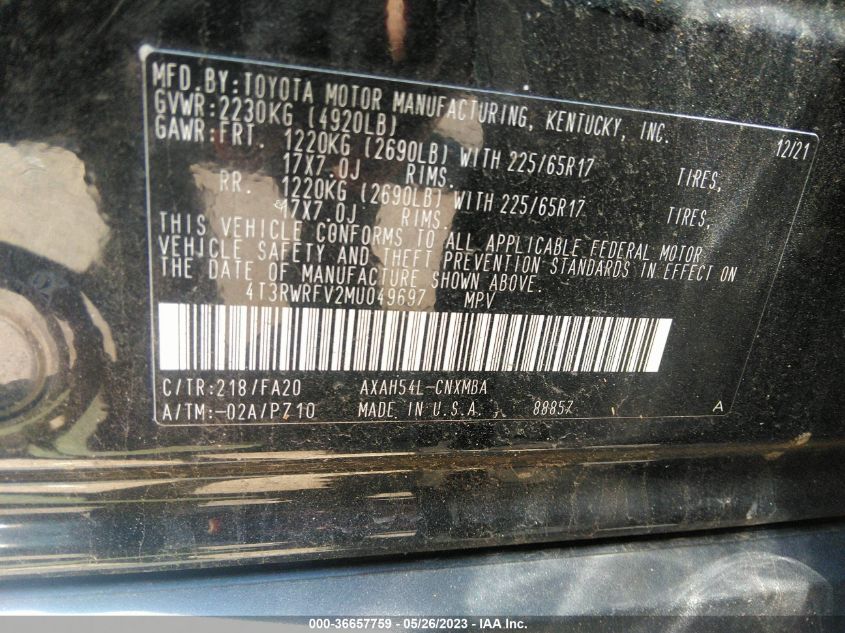 MFD.BY:TOYOTA MOTOR MANUFACTURING, KENTUCKY, INC.
GVWR:2230KG (4920LB) 12/21
GAWR:FRT. 1220KG (2690LB) WITH 225/65R17 TIRES,
17X7.0J RIMS.
RR. 1220KG (2690LB) WITH 225/65R17 TIRES,
17X7.0J RIMS.
THIS VEHICLE CONFORMS TO ALL APPLICABLE FEDERAL MOTOR
VEHICLE SAFETY AND THEFT PREVENTION STANDARDS IN EFFECT ON
THE DATE OF MANUFACTURE SHOWN ABOVE.
4T3RWRFV2MU049697 MPV
C/TR:218/FA20 AXAH54L-CNXMBA
A/TM:-02A/P710 MADE IN U.S.A. 88857 A
000-36657759 - 05/26/2023 - © IAA Inc.